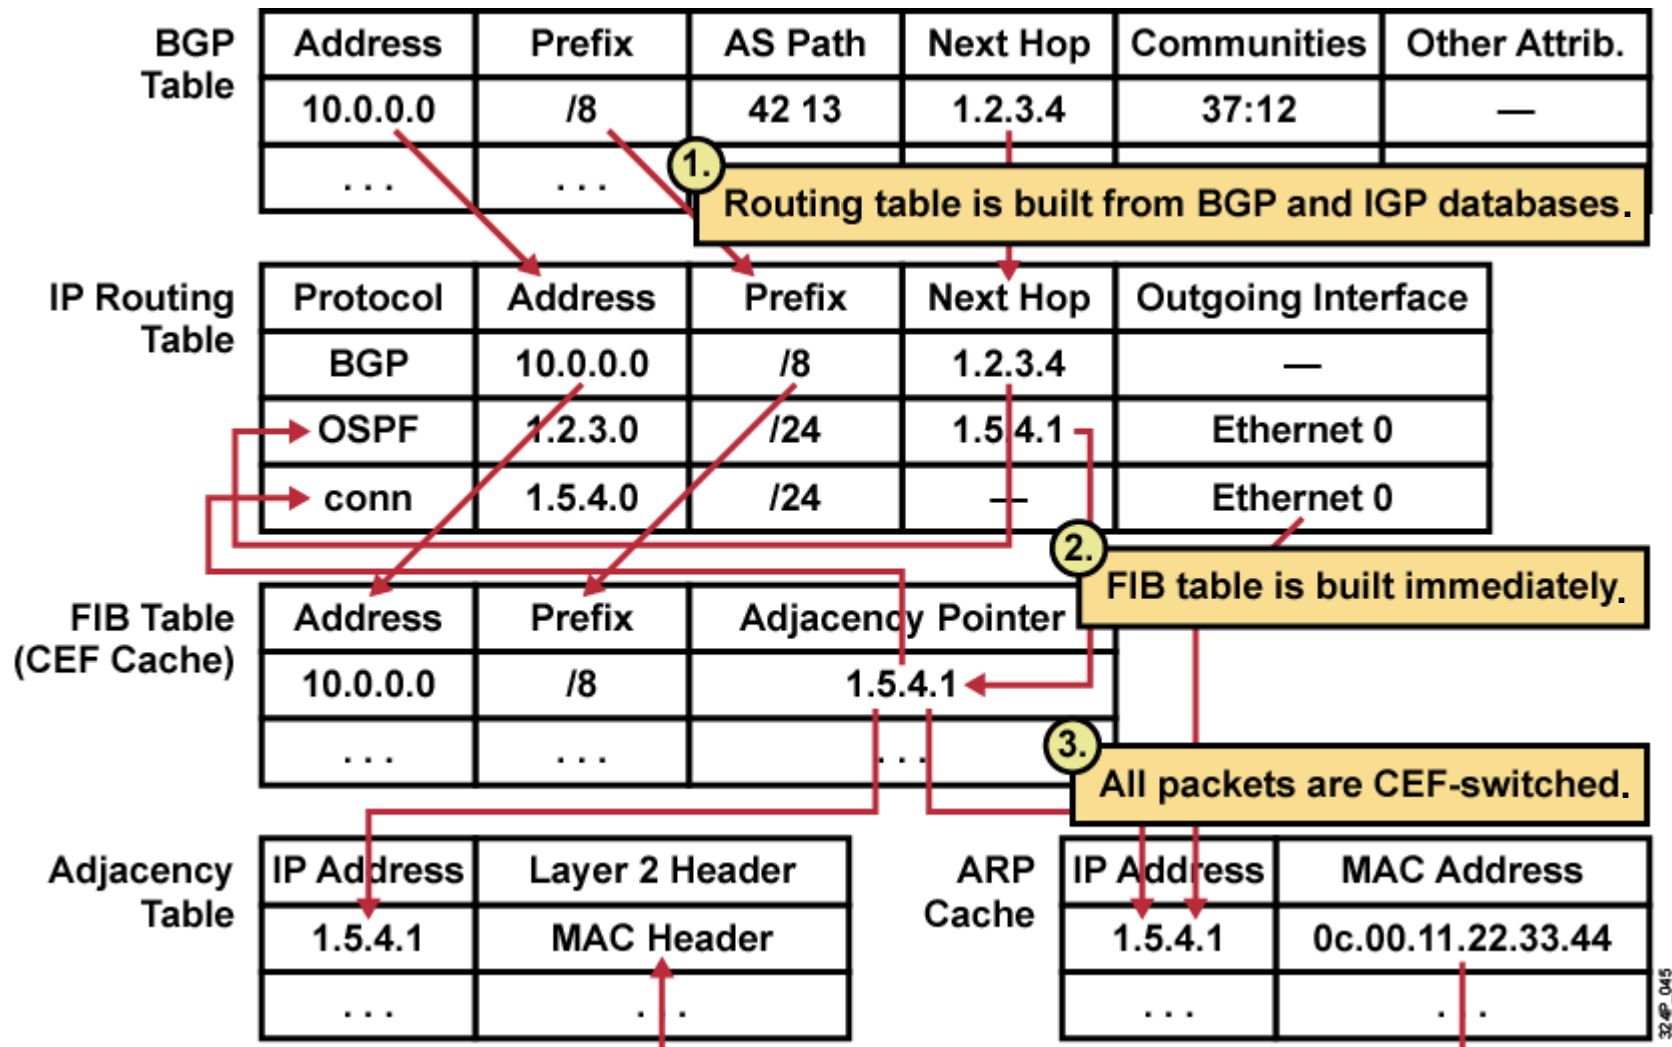 BGP Table
Address Prefix AS Path Next Hop Communities Other Attrib.
10.0.0.0 /8 42 13 1.2.3.4 37:12 —
. . . . . .
1.
Routing table is built from BGP and IGP databases.
IP Routing Table
Protocol Address Prefix Next Hop Outgoing Interface
BGP 10.0.0.0 /8 1.2.3.4 —
OSPF 1.2.3.0 /24 1.5.4.1 Ethernet 0
conn 1.5.4.0 /24 — Ethernet 0
2.
FIB table is built immediately.
FIB Table (CEF Cache)
Address Prefix Adjacency Pointer
10.0.0.0 /8 1.5.4.1
. . . . . . . . .
3.
All packets are CEF-switched.
Adjacency Table
IP Address Layer 2 Header
1.5.4.1 MAC Header
. . . . . .
ARP Cache
IP Address MAC Address
1.5.4.1 0c.00.11.22.33.44
. . . . . .
324P_045